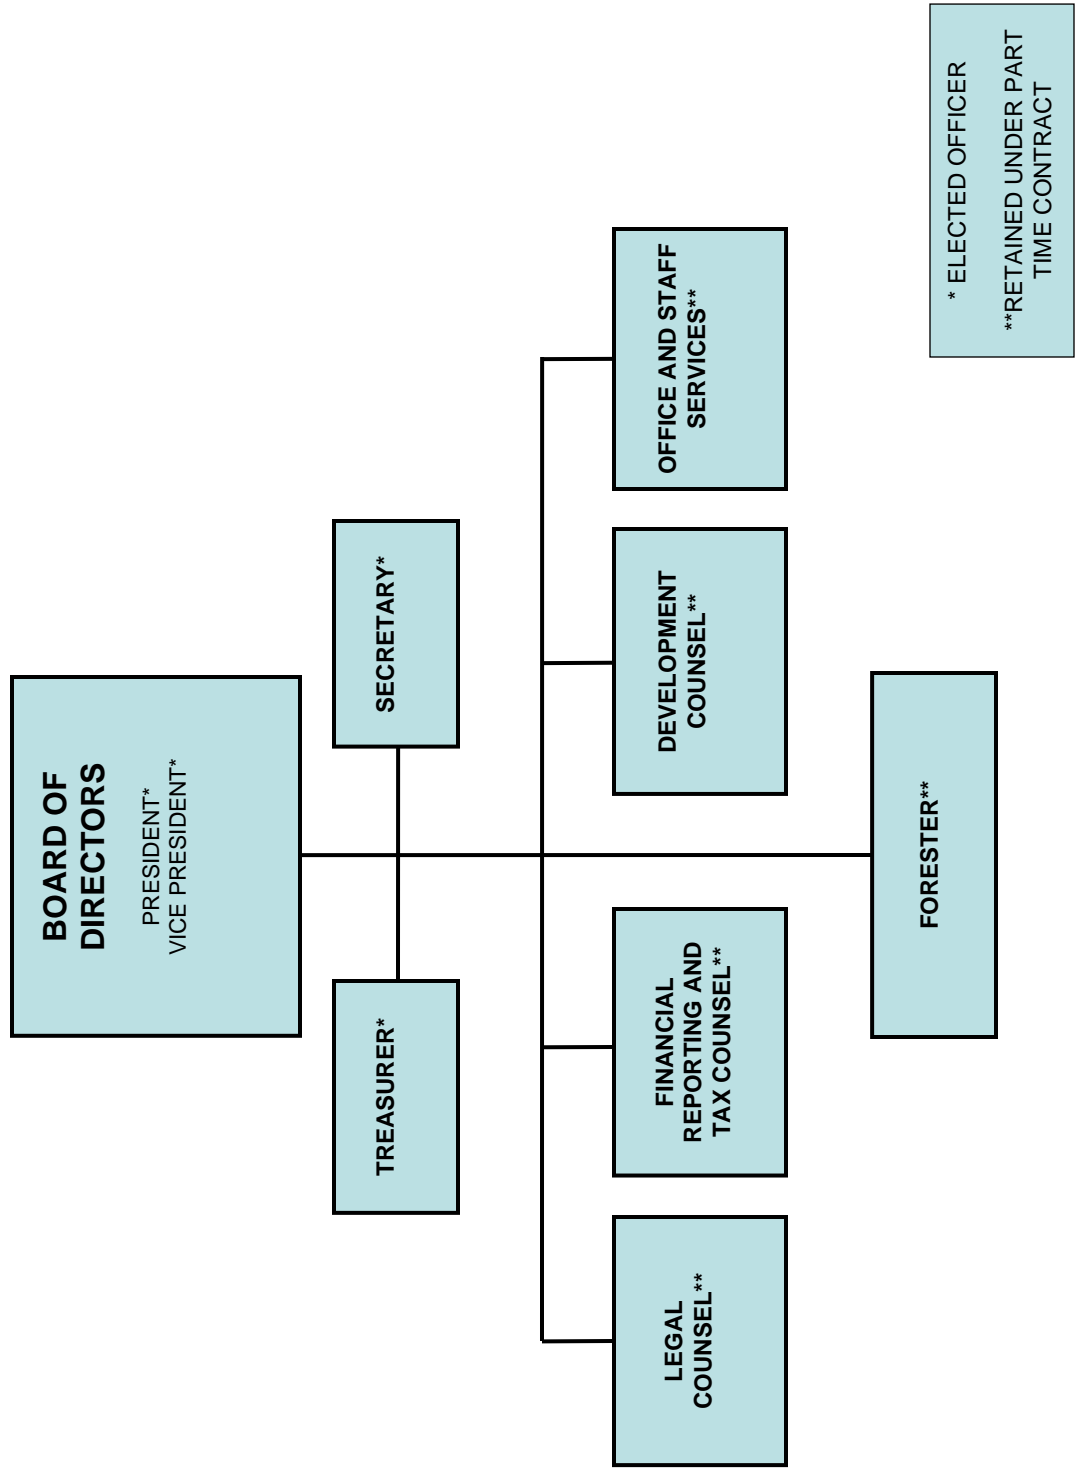 BOARD OF
DIRECTORS
PRESIDENT*
VICE PRESIDENT*
TREASURER*
SECRETARY*
LEGAL
COUNSEL**
FINANCIAL
REPORTING AND
TAX COUNSEL**
DEVELOPMENT
COUNSEL**
OFFICE AND STAFF
SERVICES**
FORESTER**
* ELECTED OFFICER
**RETAINED UNDER PART
TIME CONTRACT